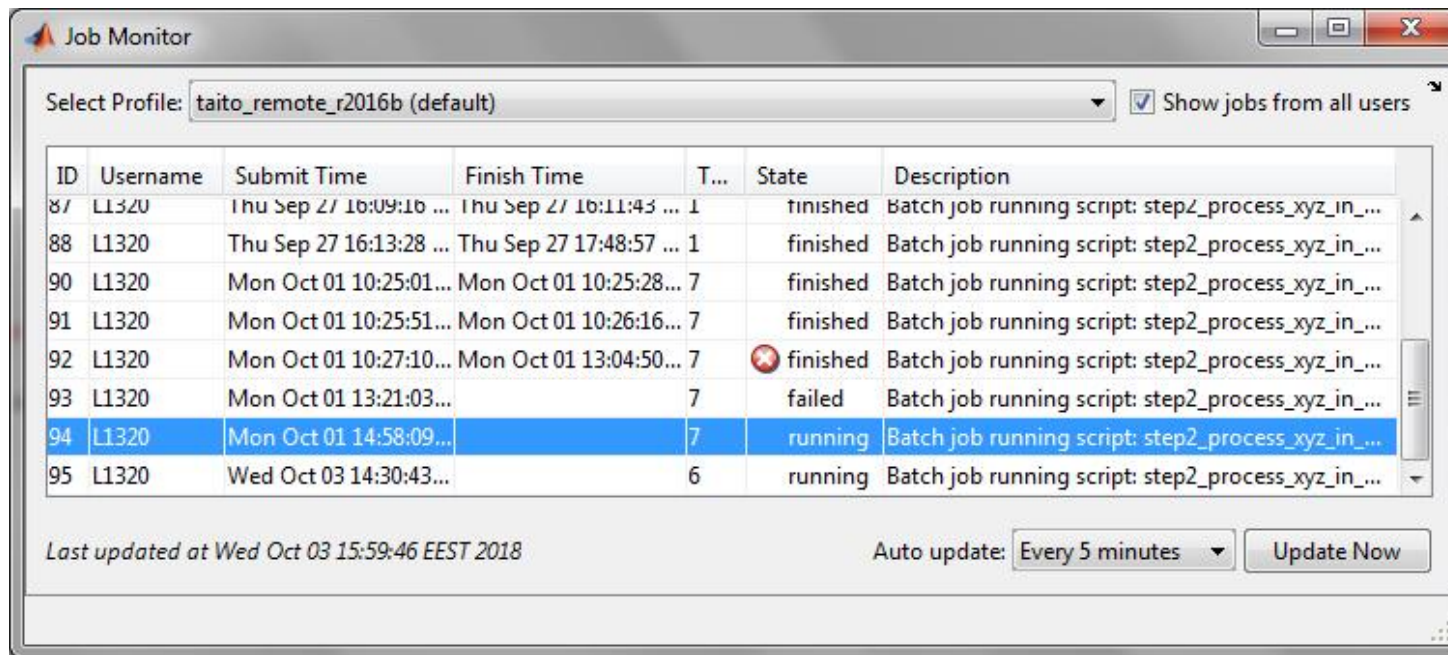 Job Monitor
Select Profile: taito_remote_r2016b (default) Show jobs from all users
ID Username Submit Time Finish Time T... State Description
87 L1320 Thu Sep 27 16:09:16 ... Thu Sep 27 16:11:43 ... 1 finished Batch job running script: step2_process_xyz_in_...
88 L1320 Thu Sep 27 16:13:28 ... Thu Sep 27 17:48:57 ... 1 finished Batch job running script: step2_process_xyz_in_...
90 L1320 Mon Oct 01 10:25:01... Mon Oct 01 10:25:28... 7 finished Batch job running script: step2_process_xyz_in_...
91 L1320 Mon Oct 01 10:25:51... Mon Oct 01 10:26:16... 7 finished Batch job running script: step2_process_xyz_in_...
92 L1320 Mon Oct 01 10:27:10... Mon Oct 01 13:04:50... 7 finished Batch job running script: step2_process_xyz_in_...
93 L1320 Mon Oct 01 13:21:03... 7 failed Batch job running script: step2_process_xyz_in_...
94 L1320 Mon Oct 01 14:58:09... 7 running Batch job running script: step2_process_xyz_in_...
95 L1320 Wed Oct 03 14:30:43... 6 running Batch job running script: step2_process_xyz_in_...
Last updated at Wed Oct 03 15:59:46 EEST 2018 Auto update: Every 5 minutes Update Now